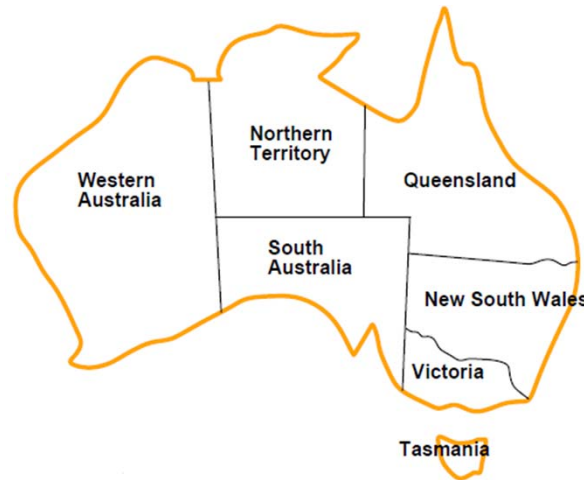 Northern
Territory
Western
Australia
Queensland
South
Australia
New South Wales
Victoria
Tasmania